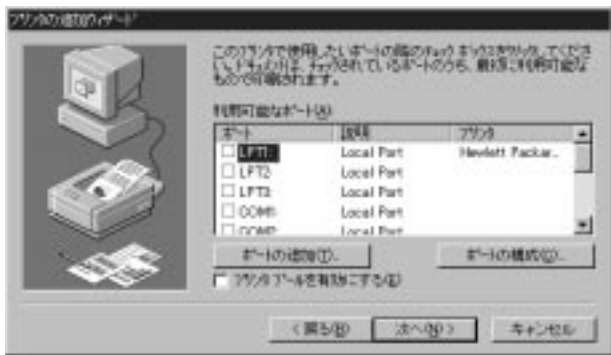 プリンタの追加ウィザード
このプリンタで使用したいポートの隣のチェック ボックスをクリックしてくださ
い。ドキュメントは、チェックされているポートのうち、最初に利用可能な
もので印刷されます。
利用可能なポート(A)
ポート 説明 プリンタ
LPT1: Local Port Hewlett Packar...
LPT2: Local Port
LPT3: Local Port
COM1: Local Port
COM2: Local Port
ポートの追加(T)...
ポートの構成(C)...
プリンタ プールを有効にする(E)
< 戻る(B)
次へ(N) >
キャンセル